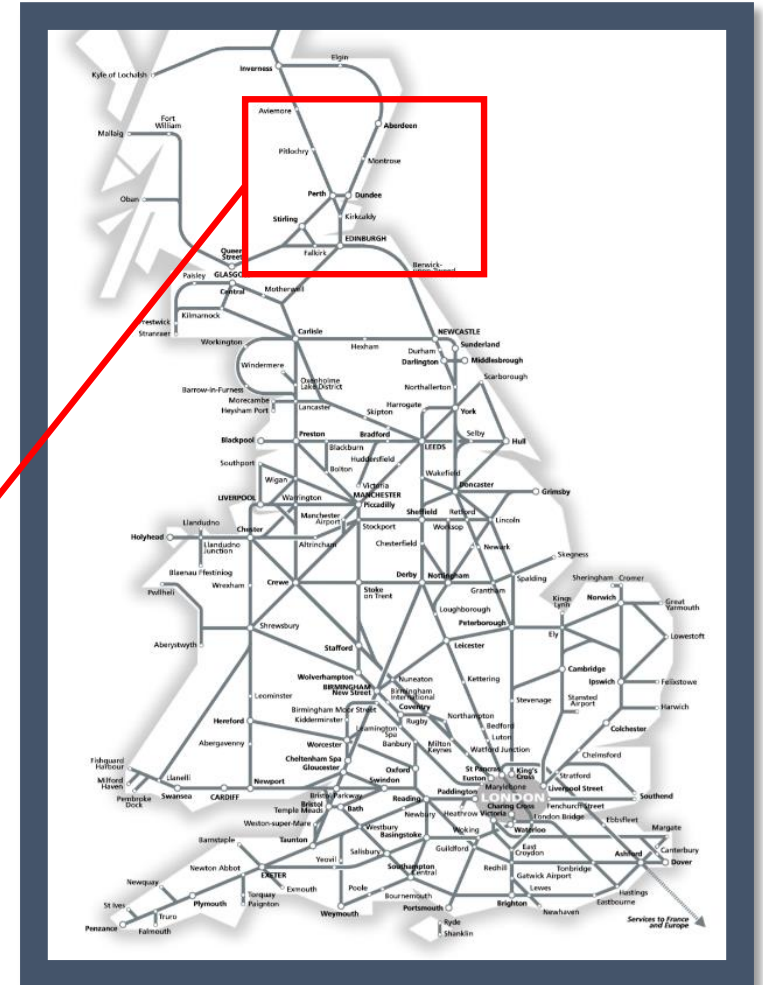 Elgin
Inverness
Kyle of Lochalsh
Aviemore
Fort
William
Aberdeen
Mallaig
Pitlochry
Montrose
Perth
Dundee
Oban
Kirkcaldy
Stirling
EDINBURGH
Queen
Street
Falkirk
Berwick-
Paisley
GLASGO
Central
Motherwell
Kilmarnock
Prestwick
Stranraer
Carlisle
NEWCASTLE
Workington
Hexham
Durham
Sunderland
Darlington
Middlesbrough
Windermere
Oxenholme
Lake District
Scarborough
Barrow-in-Furness
Northallerton
Morecambe
Heysham Port
Lancaster
Harrogate
York
Skipton
Blackpool
Preston
Bradford
Selby
Blackburn
LEEDS
Hull
Southport
Huddersfield
Bolton
Wakefield
Wigan
Victoria
Doncaster
MANCHESTER
Piccadilly
Grimsby
LIVERPOOL
Warrington
Sheffield
Retford
Manchester
Airport
Llandudno
Chester
Stockport
Worksop
Lincoln
Holyhead
Llandudno
Junction
Altrincham
Chesterfield
Newark
Skegness
Blaenau Ffestiniog
Pwllheli
Wrexham
Crewe
Stoke
on Trent
Derby
Nottingham
Grantham
Spalding
Sheringham
Cromer
Kings
Lynn
Norwich
Great
Yarmouth
Loughborough
Shrewsbury
Peterborough
Aberystwyth
Ely
Lowestoft
Stafford
Leicester
Wolverhampton
Cambridge
BIRMINGHAM
New Street
Nuneaton
Kettering
Ipswich
Felixstowe
Birmingham
International
Leominster
Stevenage
Stansted
Airport
Harwich
Birmingham Moor Street
Coventry
Kidderminster
Rugby
Northampton
Hereford
Leamington
Spa
Bedford
Colchester
Worcester
Banbury
Milton
Keynes
Luton
Abergavenny
Watford Junction
Chelmsford
Cheltenham Spa
Gloucester
Fishguard
Harbour
Oxford
St Pancras
King's
Cross
Euston
Stratford
Milford
Haven
Llanelli
Swindon
Marylebone
Liverpool Street
Newport
Paddington
LONDON
Pembroke
Dock
Swansea
CARDIFF
Bristol Parkway
Bristol
Temple Meads
Bath
Reading
Charing Cross
Fenchurch Street
Southend
Newbury
Heathrow
Victoria
London Bridge
Ebbsfleet
Weston-super-Mare
Westbury
Waterloo
Margate
Basingstoke
Woking
Barnstaple
Taunton
Guildford
East
Croydon
Canterbury
Salisbury
Ashford
Yeovil
Dover
Newton Abbot
Southampton
Central
Redhill
Tonbridge
Gatwick Airport
EXETER
Newquay
Exmouth
Poole
Lewes
Hastings
Torquay
Paignton
Bournemouth
Eastbourne
St Ives
Plymouth
Portsmouth
Brighton
Newhaven
Weymouth
Truro
Falmouth
Ryde
Shanklin
Penzance
Services to France
and Europe